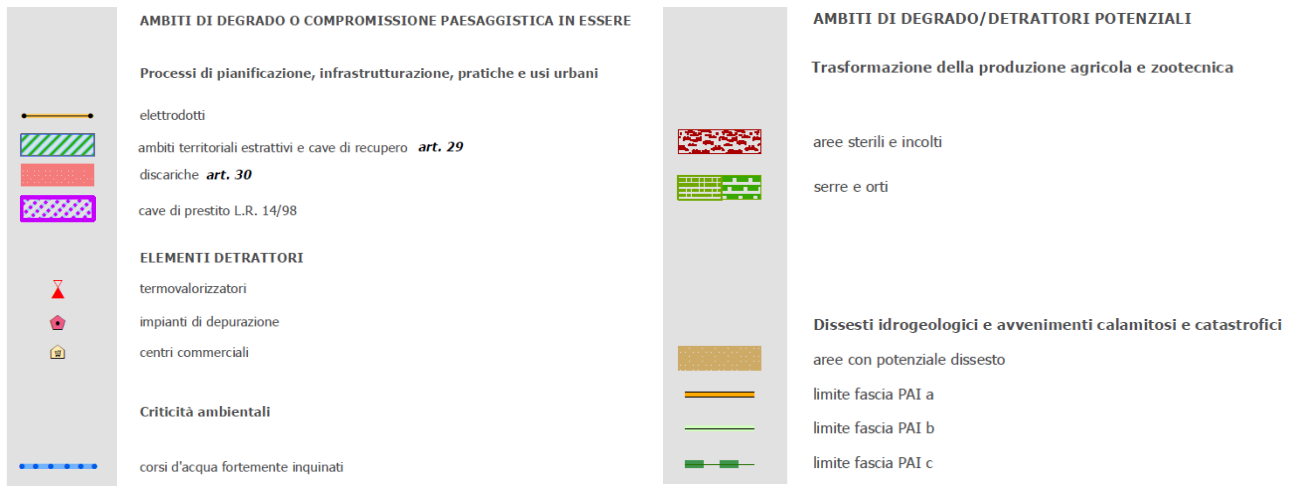 AMBITI DI DEGRADO O COMPROMISSIONE PAESAGGISTICA IN ESSERE
Processi di pianificazione, infrastrutturazione, pratiche e usi urbani
elettrodotti
ambiti territoriali estrattivi e cave di recupero art. 29
discariche art. 30
cave di prestito L.R. 14/98
ELEMENTI DETRATTORI
termovalorizzatori
impianti di depurazione
centri commerciali
Criticità ambientali
corsi d'acqua fortemente inquinati
AMBITI DI DEGRADO/DETRATTORI POTENZIALI
Trasformazione della produzione agricola e zootecnica
aree sterili e incolti
serre e orti
Dissesti idrogeologici e avvenimenti calamitosi e catastrofici
aree con potenziale dissesto
limite fascia PAI a
limite fascia PAI b
limite fascia PAI c